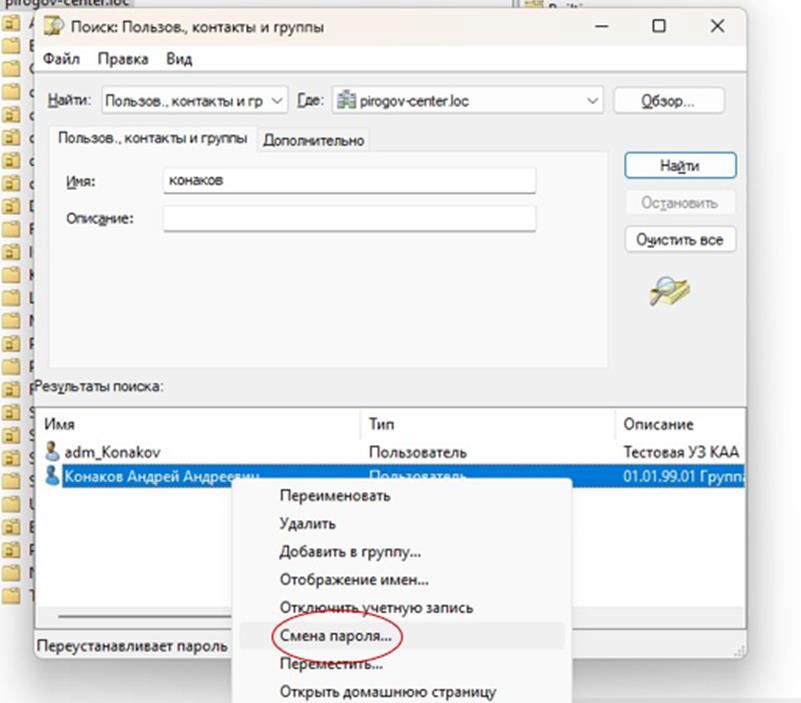 pirogov-center.loc
Поиск: Пользов., контакты и группы
Файл Правка Вид
Найти: Пользов., контакты и гр Где: pirogov-center.loc Обзор...
Пользов., контакты и группы Дополнительно
Имя: конаков
Описание:
Найти
Остановить
Очистить все
Результаты поиска:
Имя Тип Описание
adm_Konakov Пользователь Тестовая УЗ КАА
Конаков Андрей Андреевич Пользователь 01.01.99.01 Группа
Переименовать
Удалить
Добавить в группу...
Отображение имен...
Отключить учетную запись
Смена пароля...
Переустанавливает пароль
Переместить...
Открыть домашнюю страницу